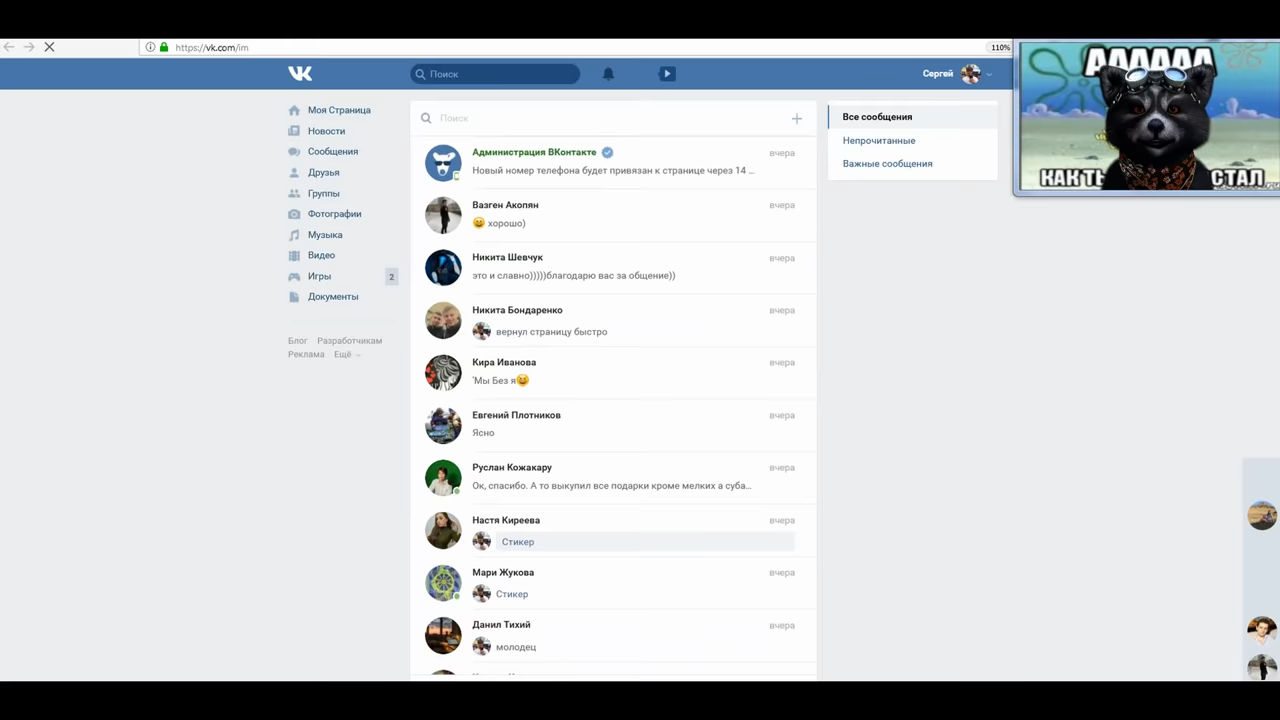 https://vk.com/im
110%
Поиск
Сергей
АААААА
КАК ТЫ
СТАЛ
Моя Страница
Новости
Сообщения
Друзья
Группы
Фотографии
Музыка
Видео
Игры
2
Документы
Блог Разработчикам
Реклама Ещё
Поиск
Администрация ВКонтакте
вчера
Новый номер телефона будет привязан к странице через 14 ...
Вазген Акопян
вчера
хорошо)
Никита Шевчук
вчера
это и славно)))))благодарю вас за общение))
Никита Бондаренко
вчера
вернул страницу быстро
Кира Иванова
вчера
'Мы Без я
Евгений Плотников
вчера
Ясно
Руслан Кожакару
вчера
Ок, спасибо. А то выкупил все подарки кроме мелких а суба...
Настя Киреева
вчера
Стикер
Мари Жукова
вчера
Стикер
Данил Тихий
вчера
молодец
Все сообщения
Непрочитанные
Важные сообщения